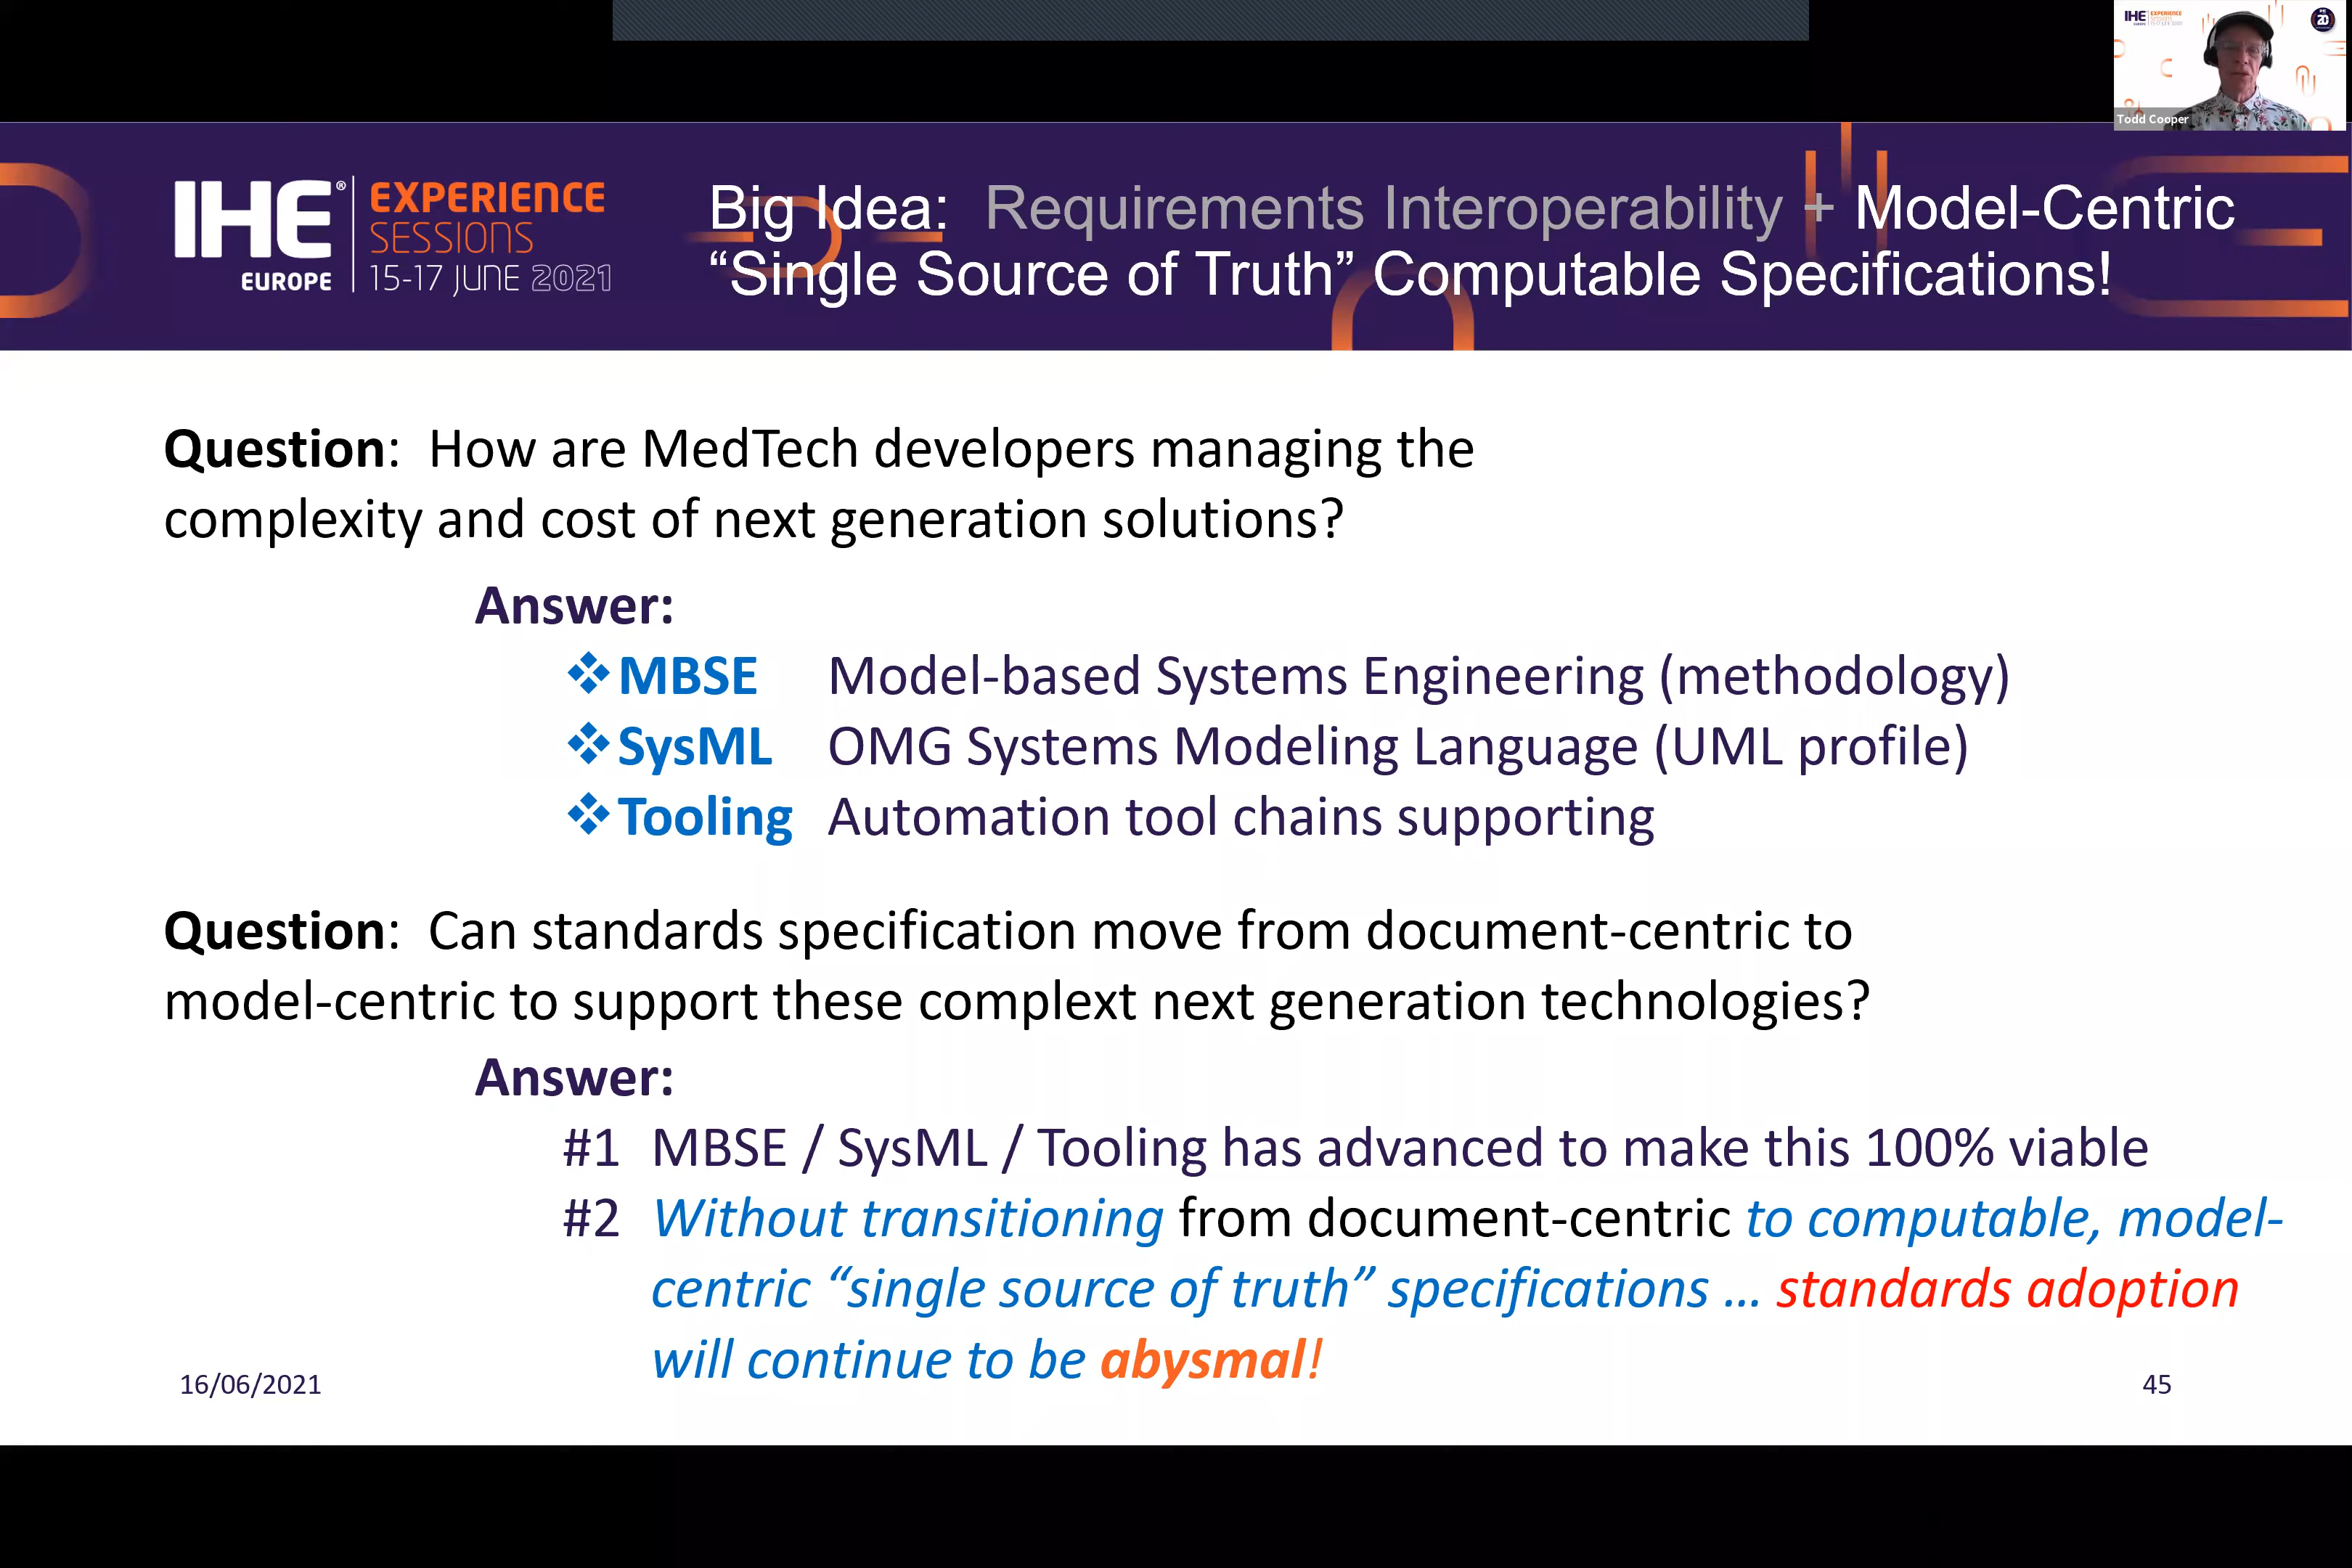 IHE EXPERIENCE
Todd Cooper
IHE® EXPERIENCE
SESSIONS
EUROPE 15-17 JUNE 2021
Big Idea: Requirements Interoperability + Model-Centric
“Single Source of Truth” Computable Specifications!
Question: How are MedTech developers managing the
complexity and cost of next generation solutions?
Answer:
❖MBSE Model-based Systems Engineering (methodology)
❖SysML OMG Systems Modeling Language (UML profile)
❖Tooling Automation tool chains supporting
Question: Can standards specification move from document-centric to
model-centric to support these complext next generation technologies?
Answer:
#1 MBSE / SysML / Tooling has advanced to make this 100% viable
#2 Without transitioning from document-centric to computable, model-
centric “single source of truth” specifications … standards adoption
will continue to be abysmal!
16/06/2021
45